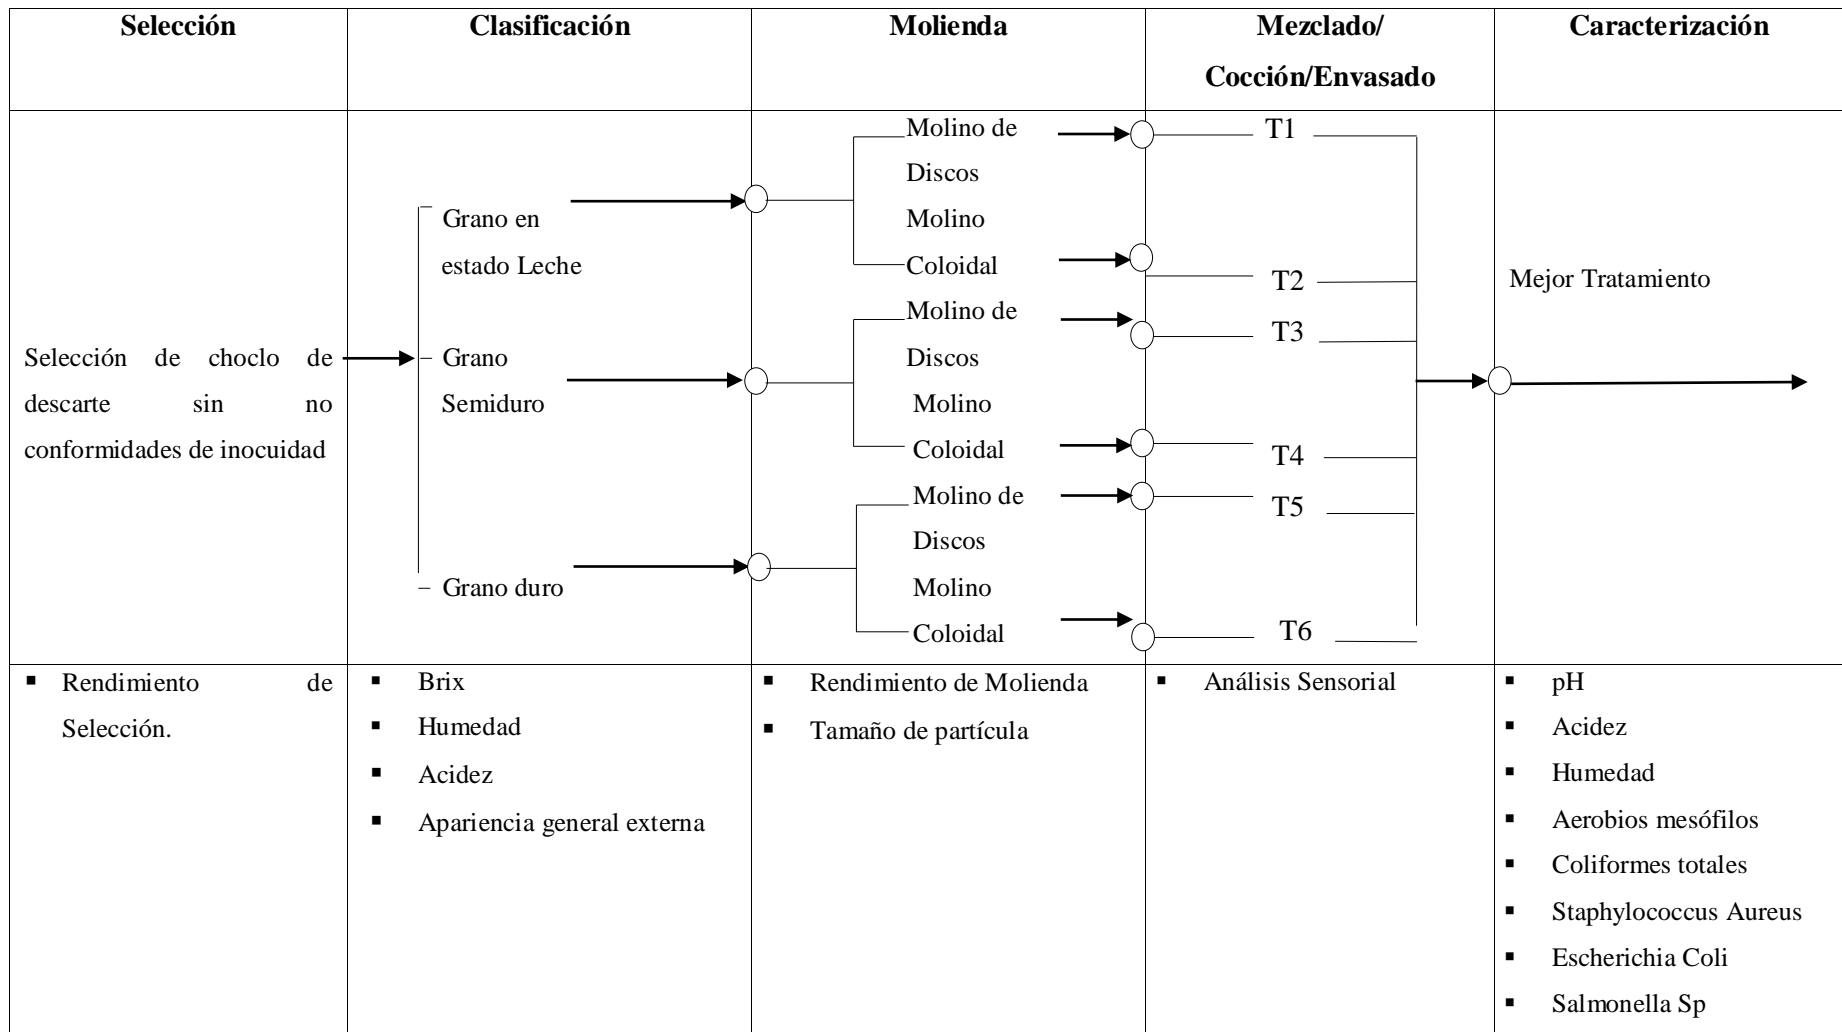 Selección
Clasificación
Molienda
Mezclado/
Cocción/Envasado
Caracterización
Selección de choclo de
descarte sin no
conformidades de inocuidad
– Grano en
estado Leche
– Grano
Semiduro
– Grano duro
Molino de
Discos
Molino
Coloidal
Molino de
Discos
Molino
Coloidal
Molino de
Discos
Molino
Coloidal
T1
T2
T3
T4
T5
T6
Mejor Tratamiento
▪ Rendimiento de
Selección.
▪ Brix
▪ Humedad
▪ Acidez
▪ Apariencia general externa
▪ Rendimiento de Molienda
▪ Tamaño de partícula
▪ Análisis Sensorial
▪ pH
▪ Acidez
▪ Humedad
▪ Aerobios mesófilos
▪ Coliformes totales
▪ Staphylococcus Aureus
▪ Escherichia Coli
▪ Salmonella Sp